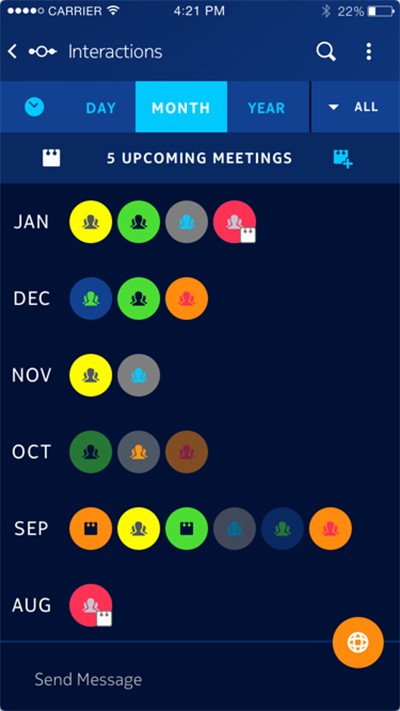 CARRIER 4:21 PM 22%
Interactions
DAY MONTH YEAR ALL
5 UPCOMING MEETINGS
JAN
DEC
NOV
OCT
SEP
AUG
Send Message